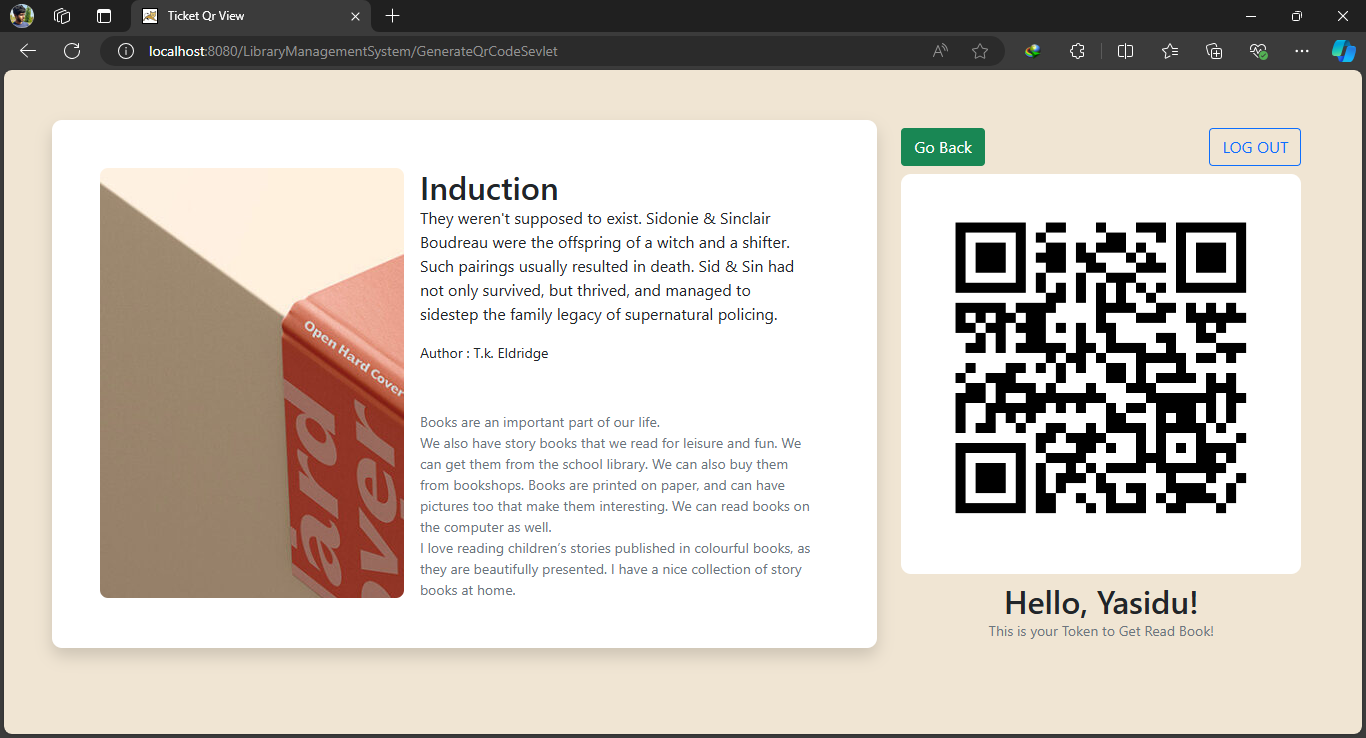 Ticket Qr View
localhost:8080/LibraryManagementSystem/GenerateQrCodeSevlet
Go Back
LOG OUT
Open Hard Cover
ard
over
Induction
They weren't supposed to exist. Sidonie & Sinclair
Boudreau were the offspring of a witch and a shifter.
Such pairings usually resulted in death. Sid & Sin had
not only survived, but thrived, and managed to
sidestep the family legacy of supernatural policing.
Author : T.k. Eldridge
Books are an important part of our life.
We also have story books that we read for leisure and fun. We
can get them from the school library. We can also buy them
from bookshops. Books are printed on paper, and can have
pictures too that make them interesting. We can read books on
the computer as well.
I love reading children’s stories published in colourful books, as
they are beautifully presented. I have a nice collection of story
books at home.
Hello, Yasidu!
This is your Token to Get Read Book!